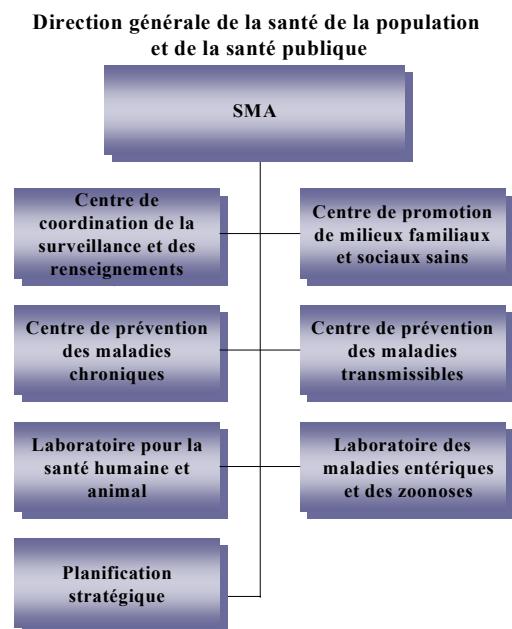 Direction générale de la santé de la population
et de la santé publique
SMA
Centre de
coordination de la
surveillance et des
renseignements
Centre de promotion
de milieux familiaux
et sociaux sains
Centre de prévention
des maladies
chroniques
Centre de prévention
des maladies
transmissibles
Laboratoire pour la
santé humaine et
animal
Laboratoire des
maladies entériques
et des zoonoses
Planification
stratégique